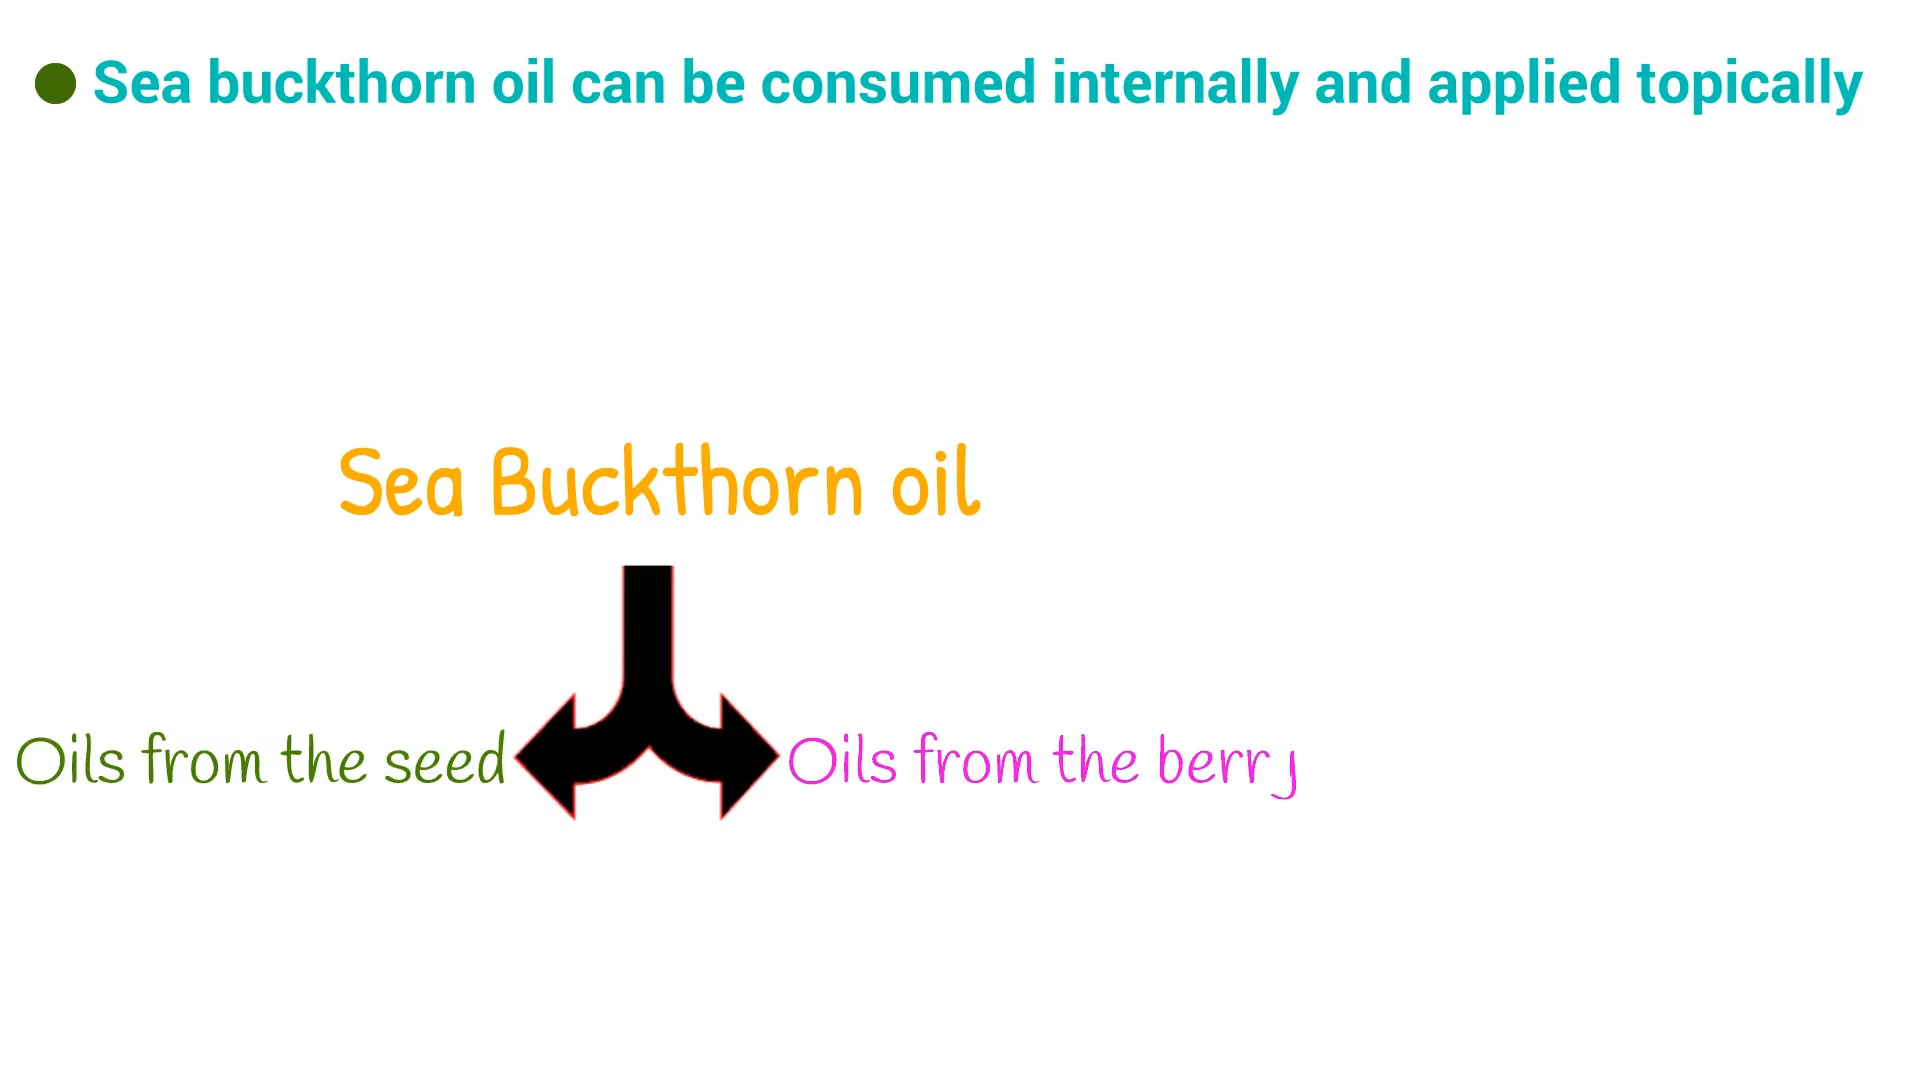 Sea buckthorn oil can be consumed internally and applied topically
Sea Buckthorn oil
Oils from the seed
Oils from the berry